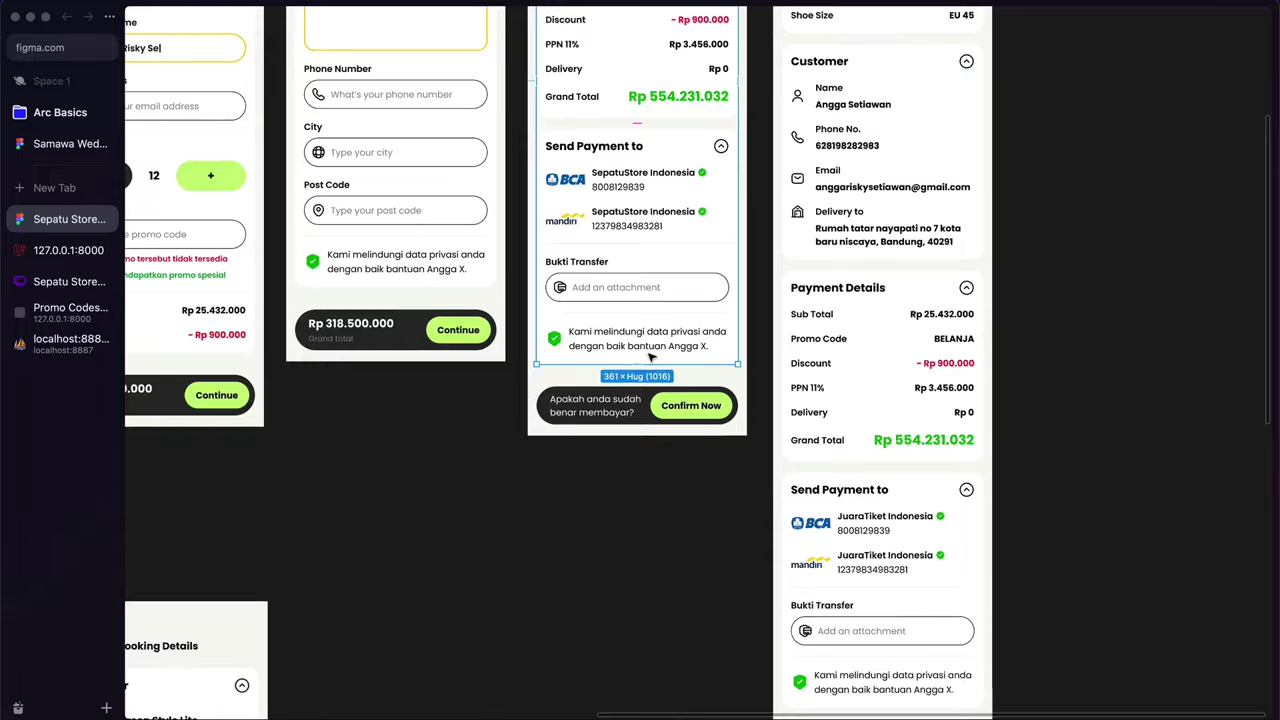 figma.com
Space 1
Arc Basics
Samawa Wed...
New Tab
Sepatu Store...
127.0.0.1:8000
Sepatu Store...
Promo Codes...
127.0.0.1:8000
localhost:888...
localhost:8887
me
Risky Se
s
ur email address
12
+
e promo code
mo tersebut tidak tersedia
ndapatkan promo spesial
Rp 25.432.000
- Rp 900.000
0.000
Continue
ooking Details
r
Phone Number
What's your phone number
City
Type your city
Post Code
Type your post code
Kami melindungi data privasi anda
dengan baik bantuan Angga X.
Rp 318.500.000
Grand total
Continue
Discount
- Rp 900.000
PPN 11%
Rp 3.456.000
Delivery
Rp 0
Grand Total
Rp 554.231.032
Send Payment to
BCA
SepatuStore Indonesia
8008129839
mandiri
SepatuStore Indonesia
12379834983281
Bukti Transfer
Add an attachment
Kami melindungi data privasi anda
dengan baik bantuan Angga X.
361 × Hug (1016)
Apakah anda sudah
benar membayar?
Confirm Now
Shoe Size
EU 45
Customer
Name
Angga Setiawan
Phone No.
628198282983
Email
anggariskysetiawan@gmail.com
Delivery to
Rumah tatar nayapati no 7 kota
baru niscaya, Bandung, 40291
Payment Details
Sub Total
Rp 25.432.000
Promo Code
BELANJA
Discount
- Rp 900.000
PPN 11%
Rp 3.456.000
Delivery
Rp 0
Grand Total
Rp 554.231.032
Send Payment to
BCA
JuaraTiket Indonesia
8008129839
mandiri
JuaraTiket Indonesia
12379834983281
Bukti Transfer
Add an attachment
Kami melindungi data privasi anda
dengan baik bantuan Angga X.